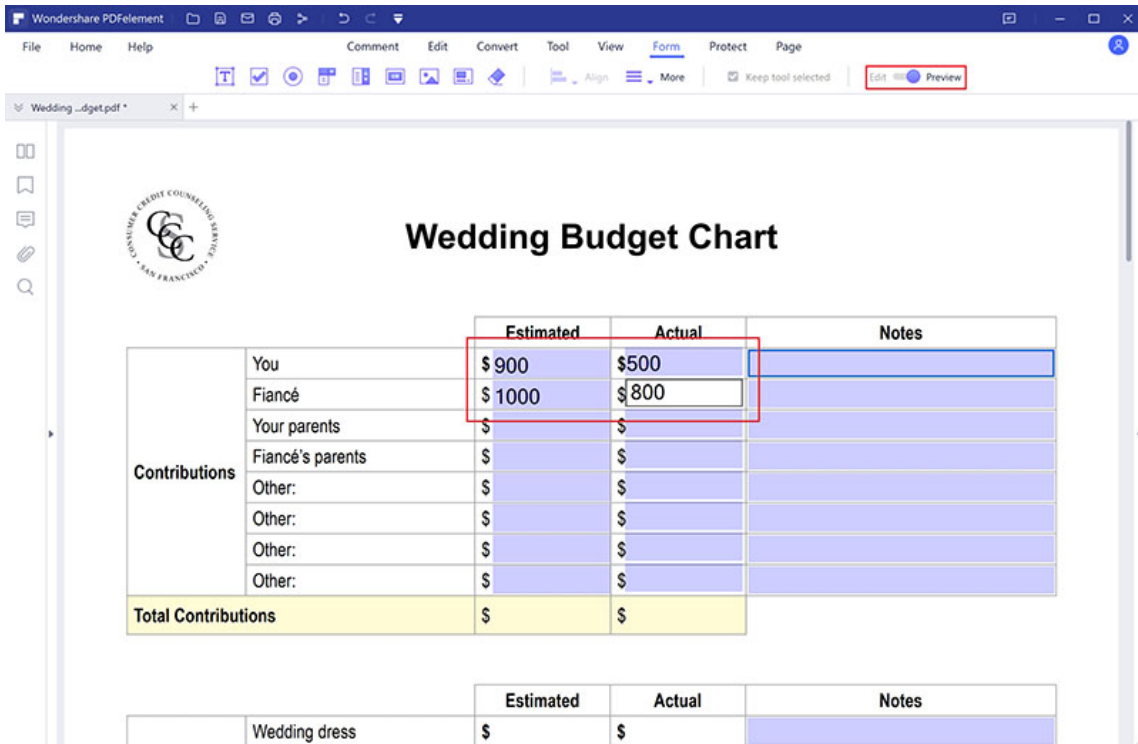 Wondershare PDFelement
File Home Help Comment Edit Convert Tool View Form Protect Page
T Align More Keep tool selected Edit Preview
Wedding ...dget.pdf * × +
CONSUMER CREDIT COUNSELING SERVICE
CCSC
• SAN FRANCISCO •
Wedding Budget Chart
Estimated Actual Notes
You $ 900 $500
Fiancé $ 1000 $ 800
Your parents $ $
Fiancé's parents $ $
Contributions
Other: $ $
Other: $ $
Other: $ $
Other: $ $
Total Contributions $ $
Estimated Actual Notes
Wedding dress $ $